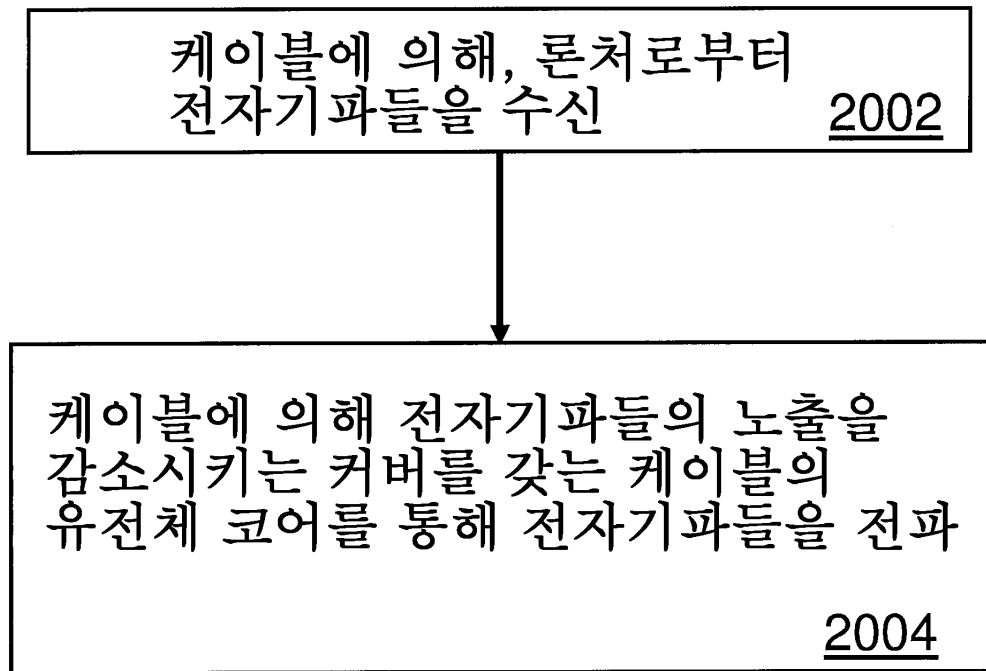 케이블에 의해, 론처로부터
전자기파들을 수신 2002
케이블에 의해 전자기파들의 노출을
감소시키는 커버를 갖는 케이블의
유전체 코어를 통해 전자기파들을 전파
2004